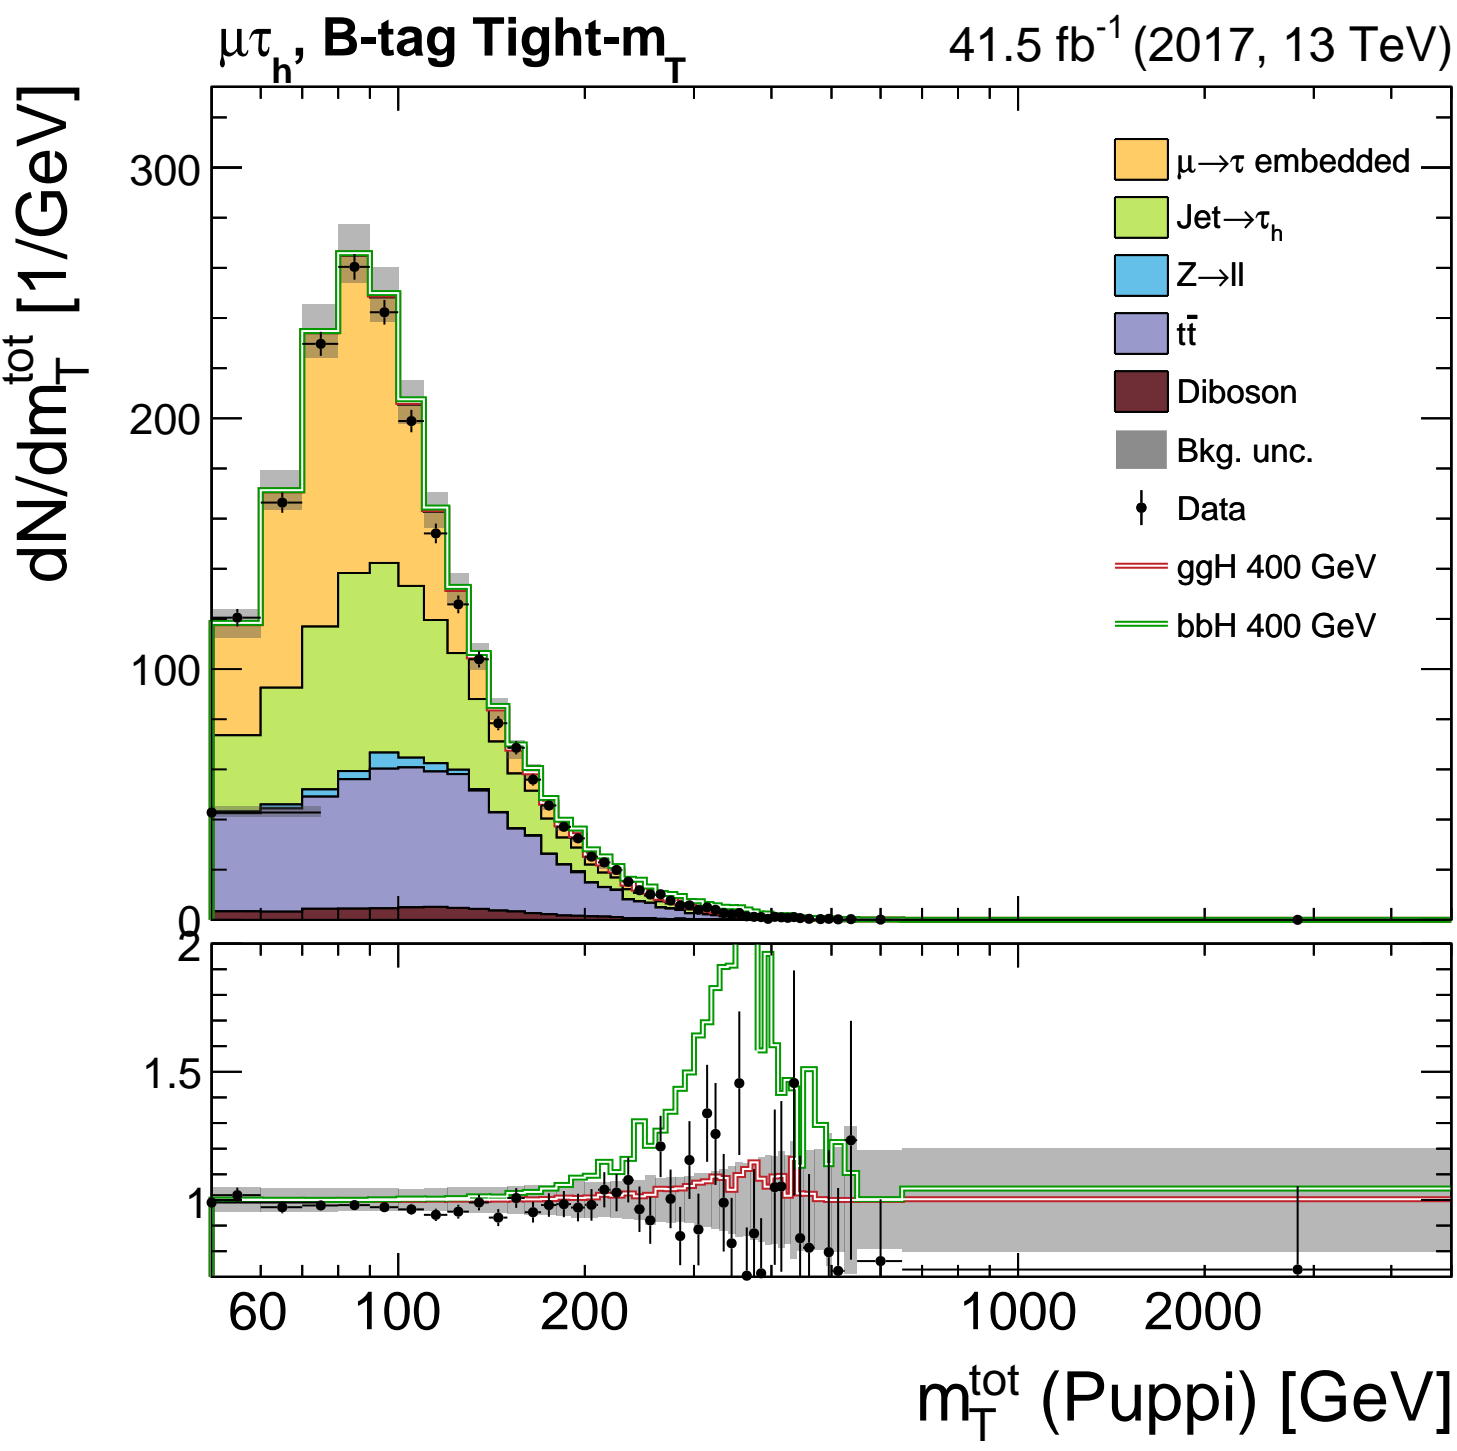 μτh, B-tag Tight-mT
41.5 fb-1 (2017, 13 TeV)
dN/dmTtot [1/GeV]
300
200
100
0
μ→τ embedded
Jet→τh
Z→ll
tt̄
Diboson
Bkg. unc.
Data
ggH 400 GeV
bbH 400 GeV
2
1.5
1
60 100 200 1000 2000
mTtot (Puppi) [GeV]